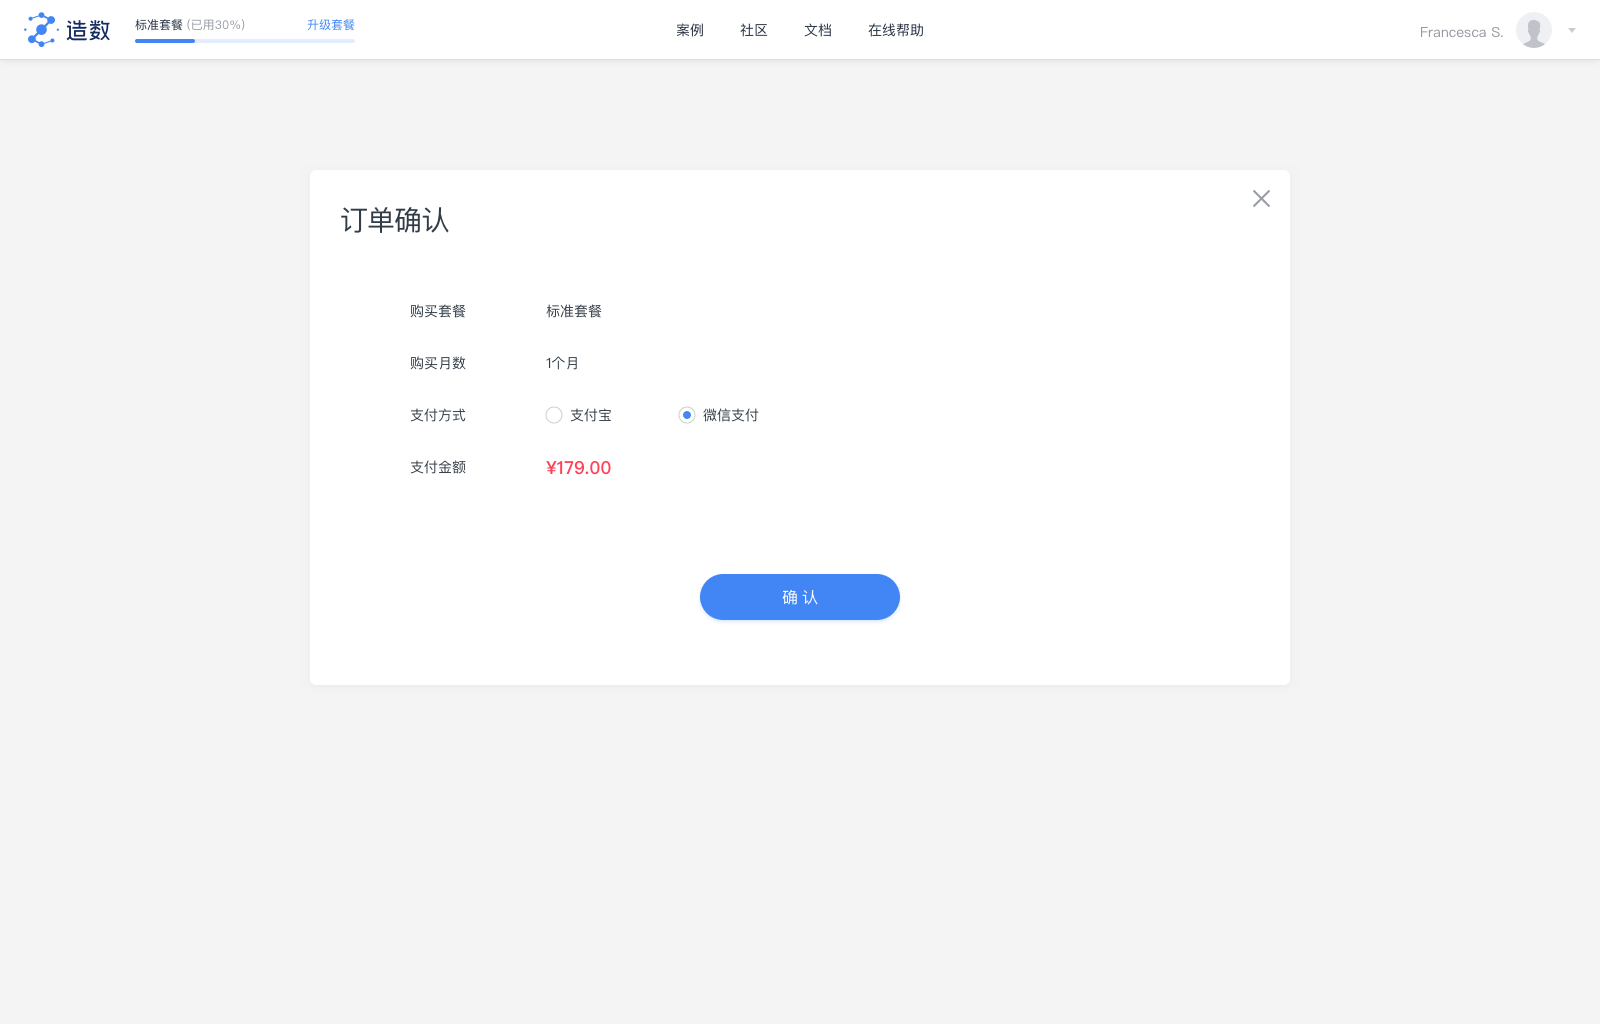 造数
标准套餐 (已用30%) 升级套餐
案例 社区 文档 在线帮助
Francesca S.
订单确认
购买套餐 标准套餐
购买月数 1个月
支付方式 支付宝 微信支付
支付金额 ¥179.00
确 认